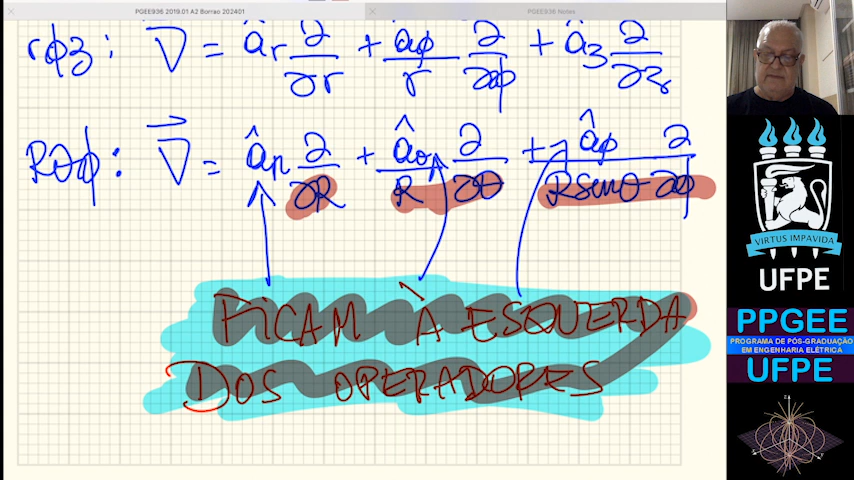 PGEE936 2019.01 A2 Borrao 202401
PGEE936 Notes
rφz: ∇ = âr ∂/∂r + âφ/r ∂/∂φ + âz ∂/∂z
Rθφ: ∇ = âR ∂/∂R + âθ/R ∂/∂θ + âφ/(R senθ) ∂/∂φ
FICAM À ESQUERDA
DOS OPERADORES
VIRTUS IMPAVIDA
UFPE
PPGEE
PROGRAMA DE PÓS-GRADUAÇÃO
EM ENGENHARIA ELÉTRICA
UFPE